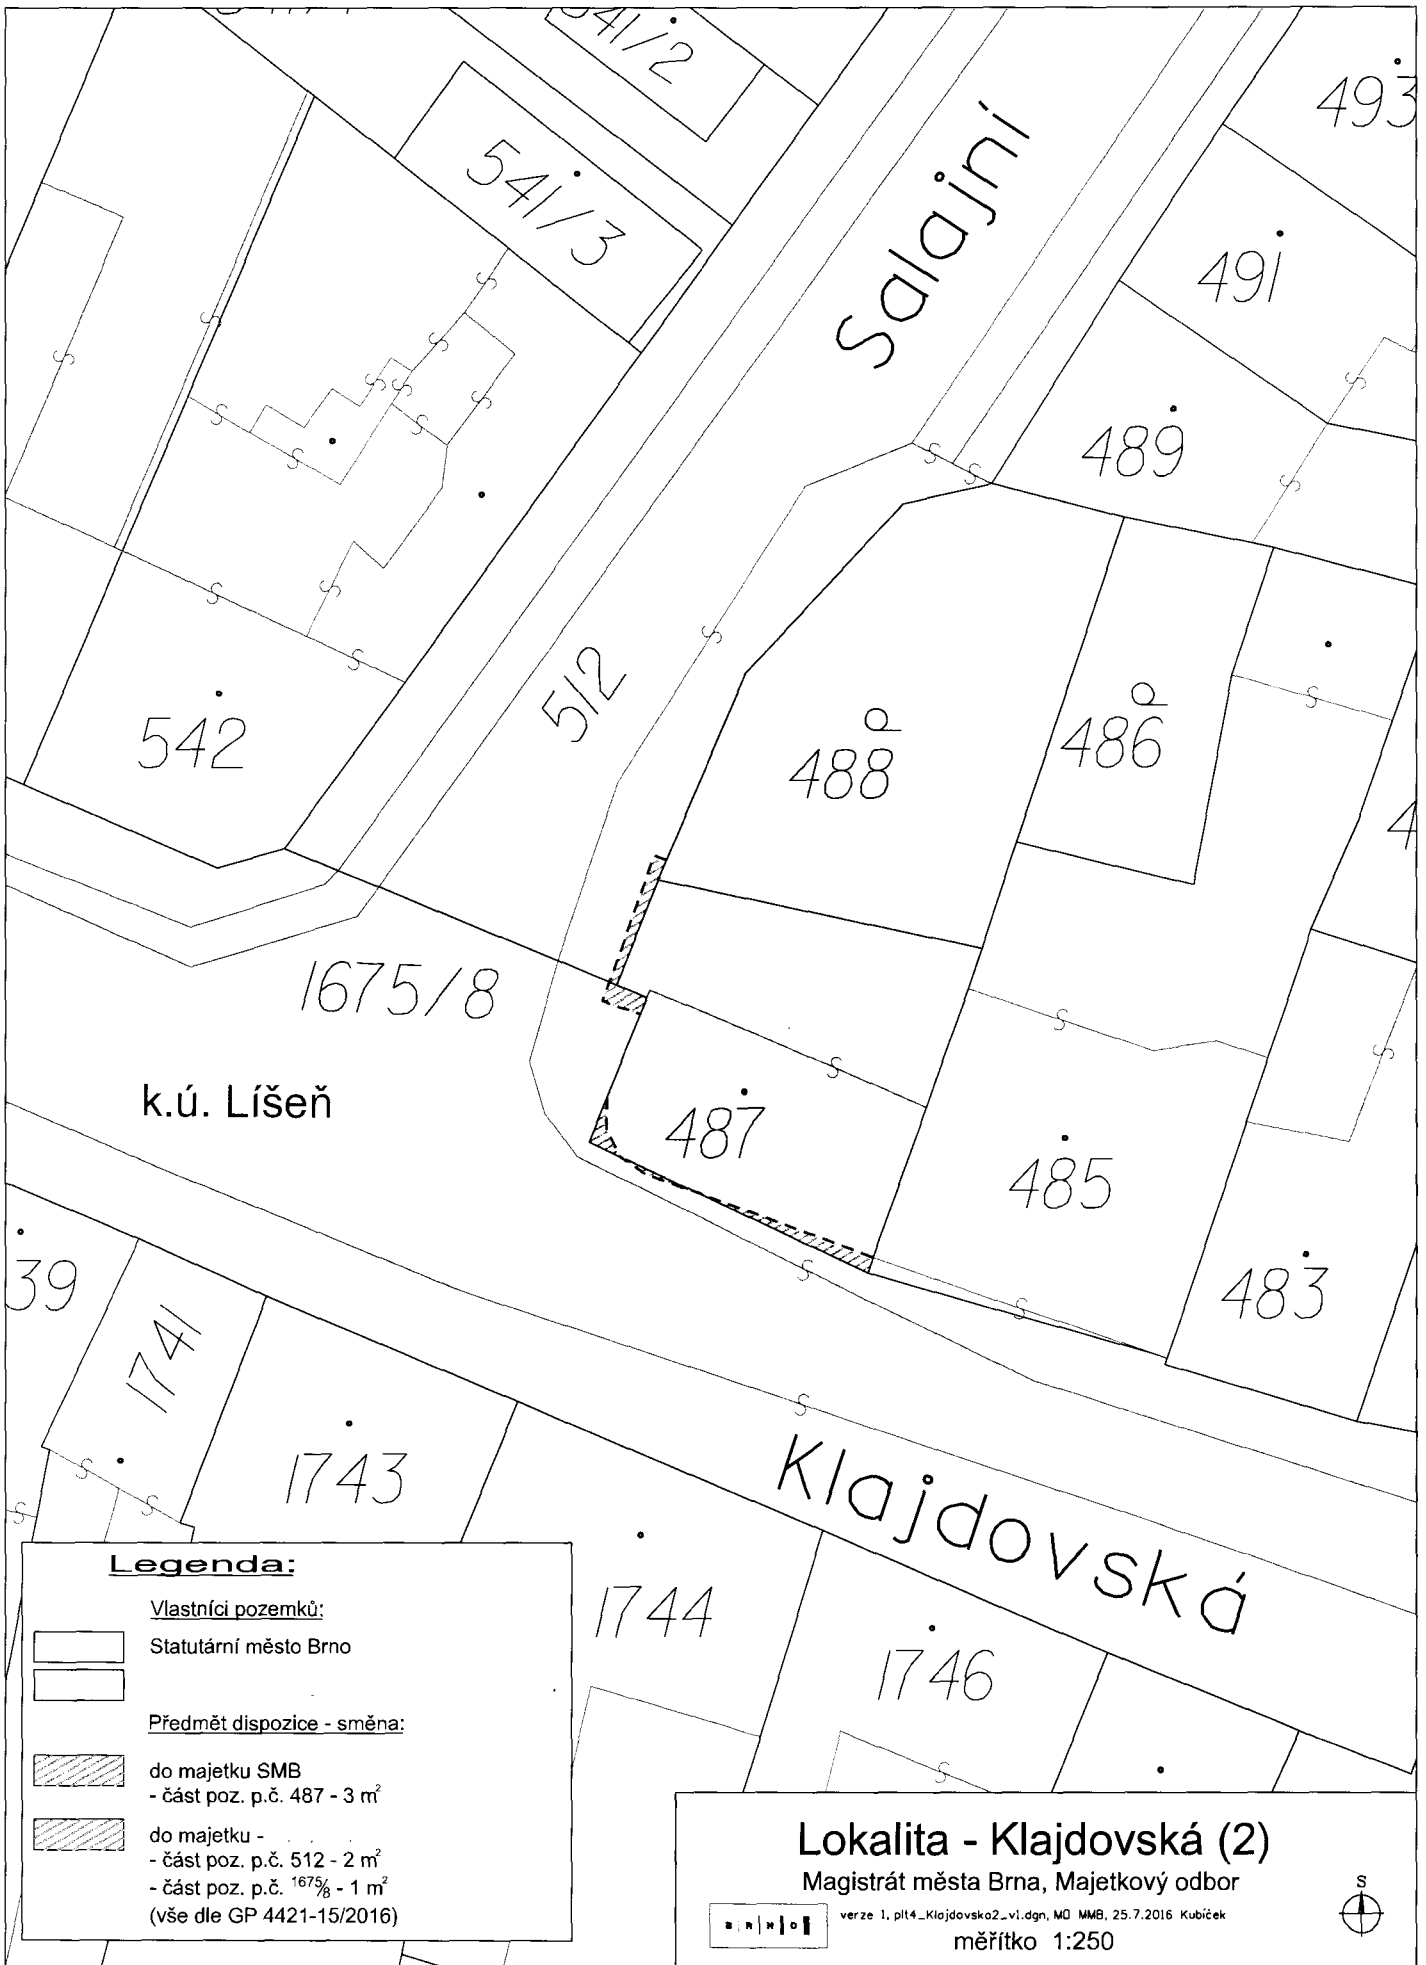 541/2
493
541/3
Salajní
491
489
512
542
488
486
1675/8
k.ú. Líšeň
487
485
483
39
1741
1743
Klajdovská
1744
1746
Legenda:
Vlastníci pozemků:
Statutární město Brno
Předmět dispozice - směna:
do majetku SMB
- část poz. p.č. 487 - 3 m²
do majetku -
- část poz. p.č. 512 - 2 m²
- část poz. p.č. 1675/8 - 1 m²
(vše dle GP 4421-15/2016)
Lokalita - Klajdovská (2)
Magistrát města Brna, Majetkový odbor
B R N O
verze 1, plt4_Klajdovska2_v1.dgn, MO MMB, 25.7.2016 Kubíček
měřítko 1:250
S